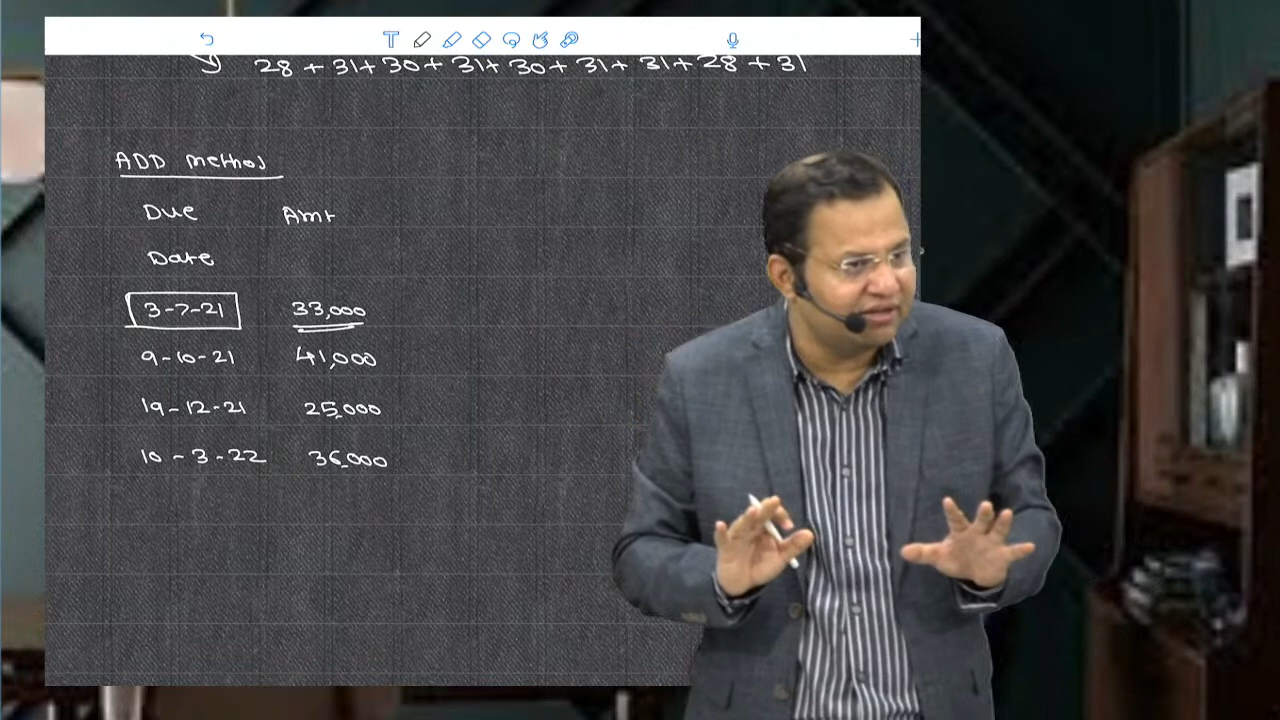 28 + 31 + 30 + 31 + 30 + 31 + 31 + 28 + 31
ADD method
Due Amt
Date
3-7-21 33,000
9-10-21 41,000
19-12-21 25,000
10-3-22 36,000